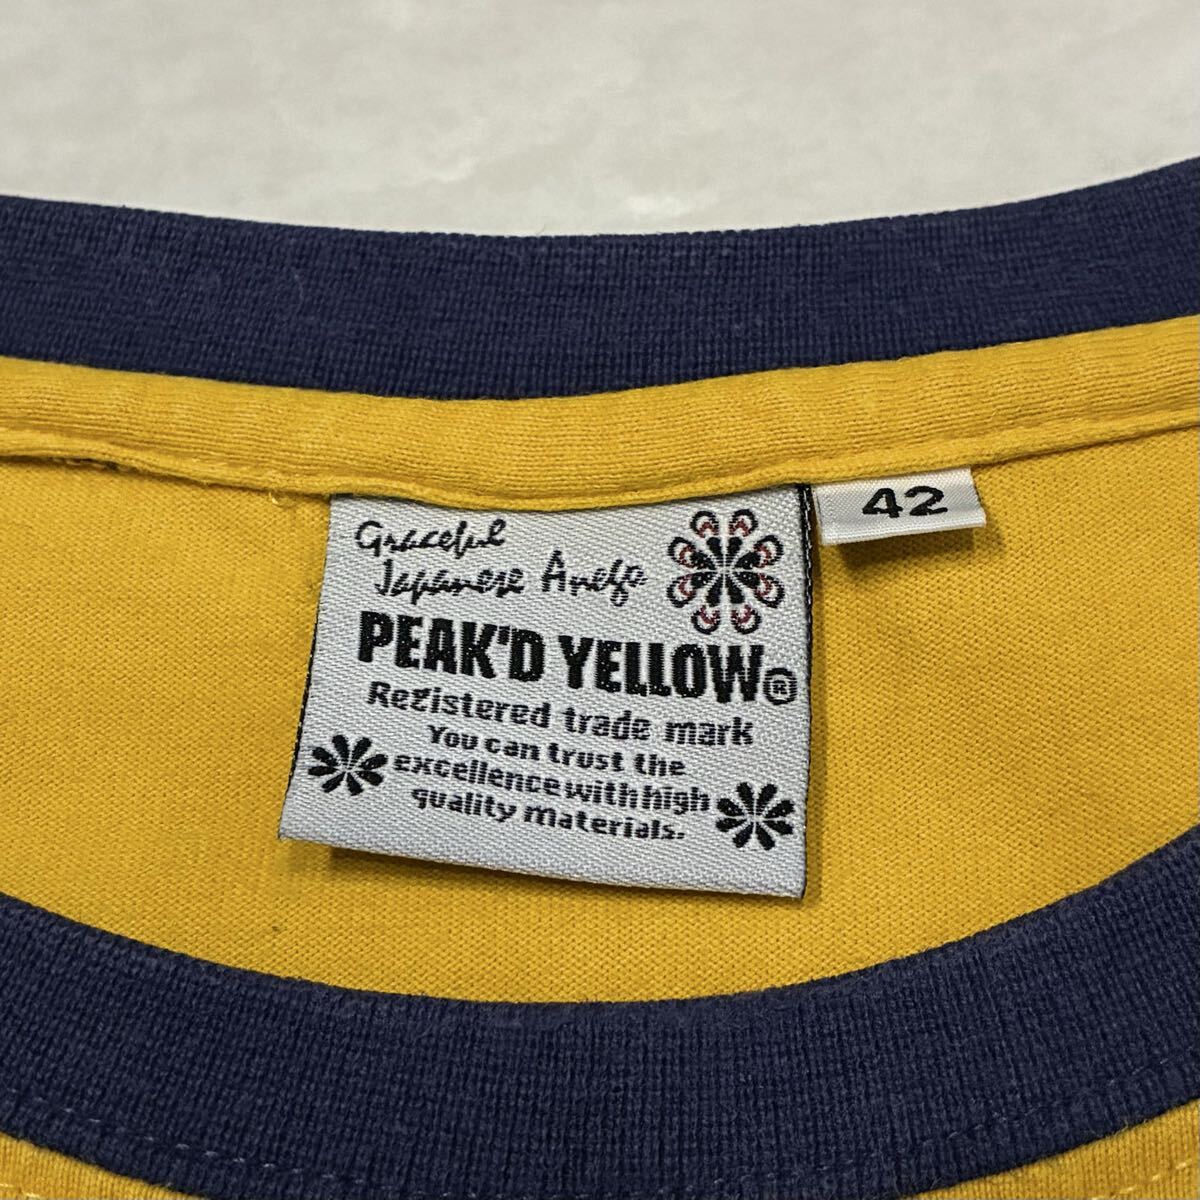 Graceful
Japanese Anego
PEAK'D YELLOW®
Registered trade mark
You can trust the
excellence with high
quality materials.
42